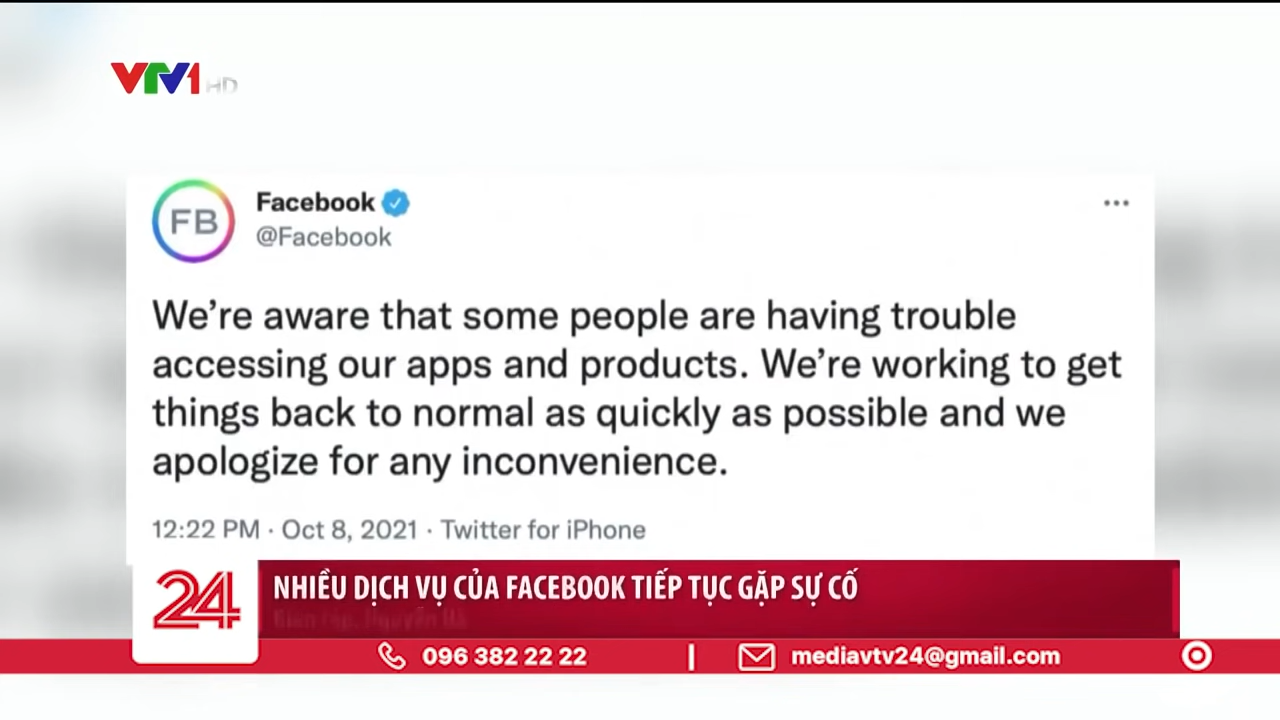 VTV1 HD
FB
Facebook
@Facebook
We’re aware that some people are having trouble
accessing our apps and products. We’re working to get
things back to normal as quickly as possible and we
apologize for any inconvenience.
12:22 PM · Oct 8, 2021 · Twitter for iPhone
24
NHIỀU DỊCH VỤ CỦA FACEBOOK TIẾP TỤC GẶP SỰ CỐ
096 382 22 22 | mediavtv24@gmail.com